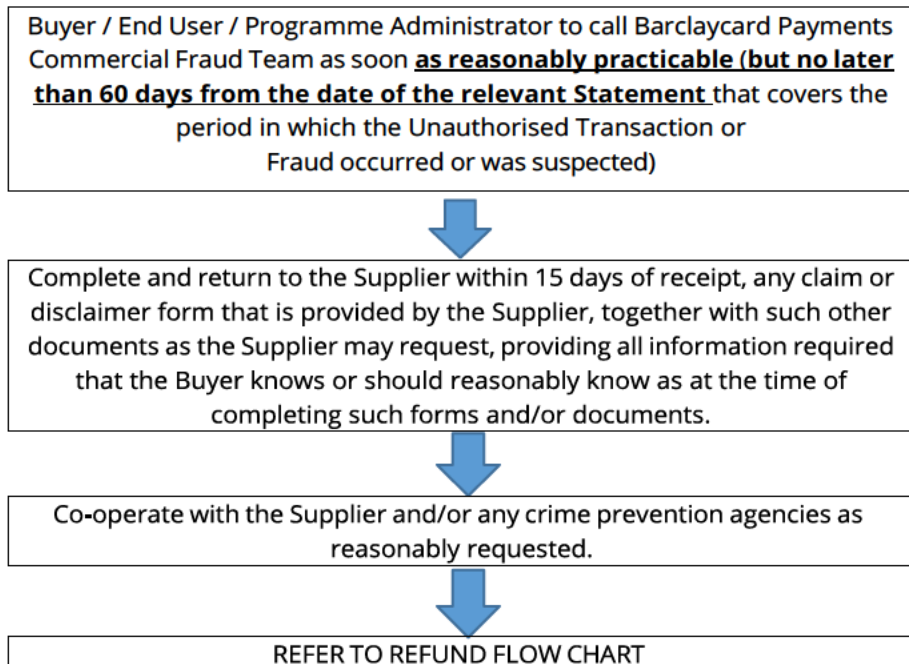 Buyer / End User / Programme Administrator to call Barclaycard Payments
Commercial Fraud Team as soon as reasonably practicable (but no later
than 60 days from the date of the relevant Statement that covers the
period in which the Unauthorised Transaction or
Fraud occurred or was suspected)
Complete and return to the Supplier within 15 days of receipt, any claim or
disclaimer form that is provided by the Supplier, together with such other
documents as the Supplier may request, providing all information required
that the Buyer knows or should reasonably know as at the time of
completing such forms and/or documents.
Co-operate with the Supplier and/or any crime prevention agencies as
reasonably requested.
REFER TO REFUND FLOW CHART